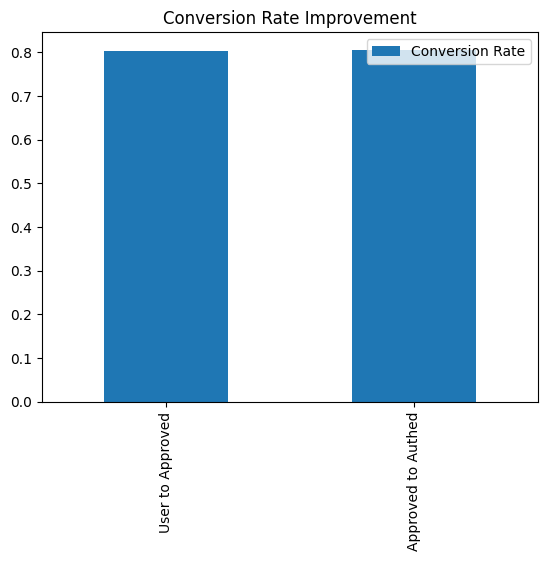 Conversion Rate Improvement
Conversion Rate
0.8
0.7
0.6
0.5
0.4
0.3
0.2
0.1
0.0
User to Approved
Approved to Authed